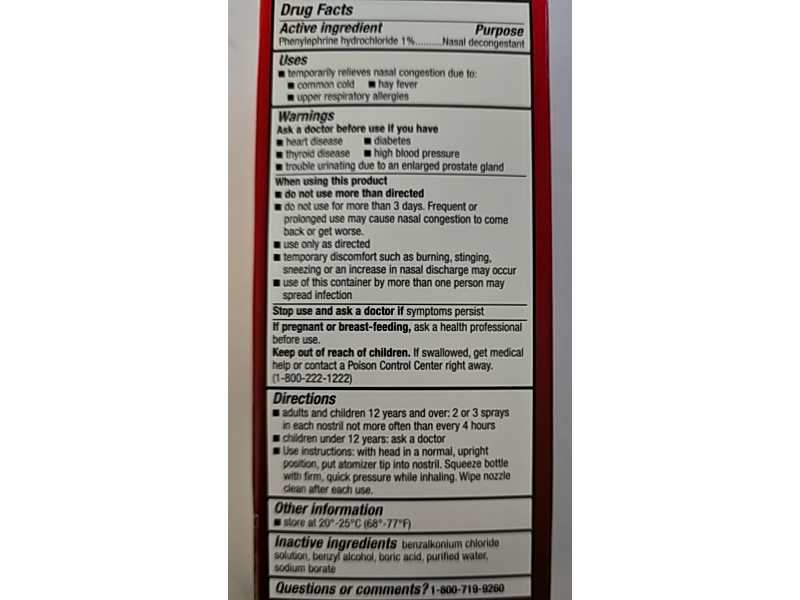 Drug Facts
Active ingredient Purpose
Phenylephrine hydrochloride 1%..........Nasal decongestant
Uses
■ temporarily relieves nasal congestion due to:
■ common cold ■ hay fever
■ upper respiratory allergies
Warnings
Ask a doctor before use if you have
■ heart disease ■ diabetes
■ thyroid disease ■ high blood pressure
■ trouble urinating due to an enlarged prostate gland
When using this product
■ do not use more than directed
■ do not use for more than 3 days. Frequent or
prolonged use may cause nasal congestion to come
back or get worse.
■ use only as directed
■ temporary discomfort such as burning, stinging,
sneezing or an increase in nasal discharge may occur
■ use of this container by more than one person may
spread infection
Stop use and ask a doctor if symptoms persist
If pregnant or breast-feeding, ask a health professional
before use.
Keep out of reach of children. If swallowed, get medical
help or contact a Poison Control Center right away.
(1-800-222-1222)
Directions
■ adults and children 12 years and over: 2 or 3 sprays
in each nostril not more often than every 4 hours
■ children under 12 years: ask a doctor
■ Use instructions: with head in a normal, upright
position, put atomizer tip into nostril. Squeeze bottle
with firm, quick pressure while inhaling. Wipe nozzle
clean after each use.
Other information
■ store at 20°-25°C (68°-77°F)
Inactive ingredients benzalkonium chloride
solution, benzyl alcohol, boric acid, purified water,
sodium borate
Questions or comments? 1-800-719-9260